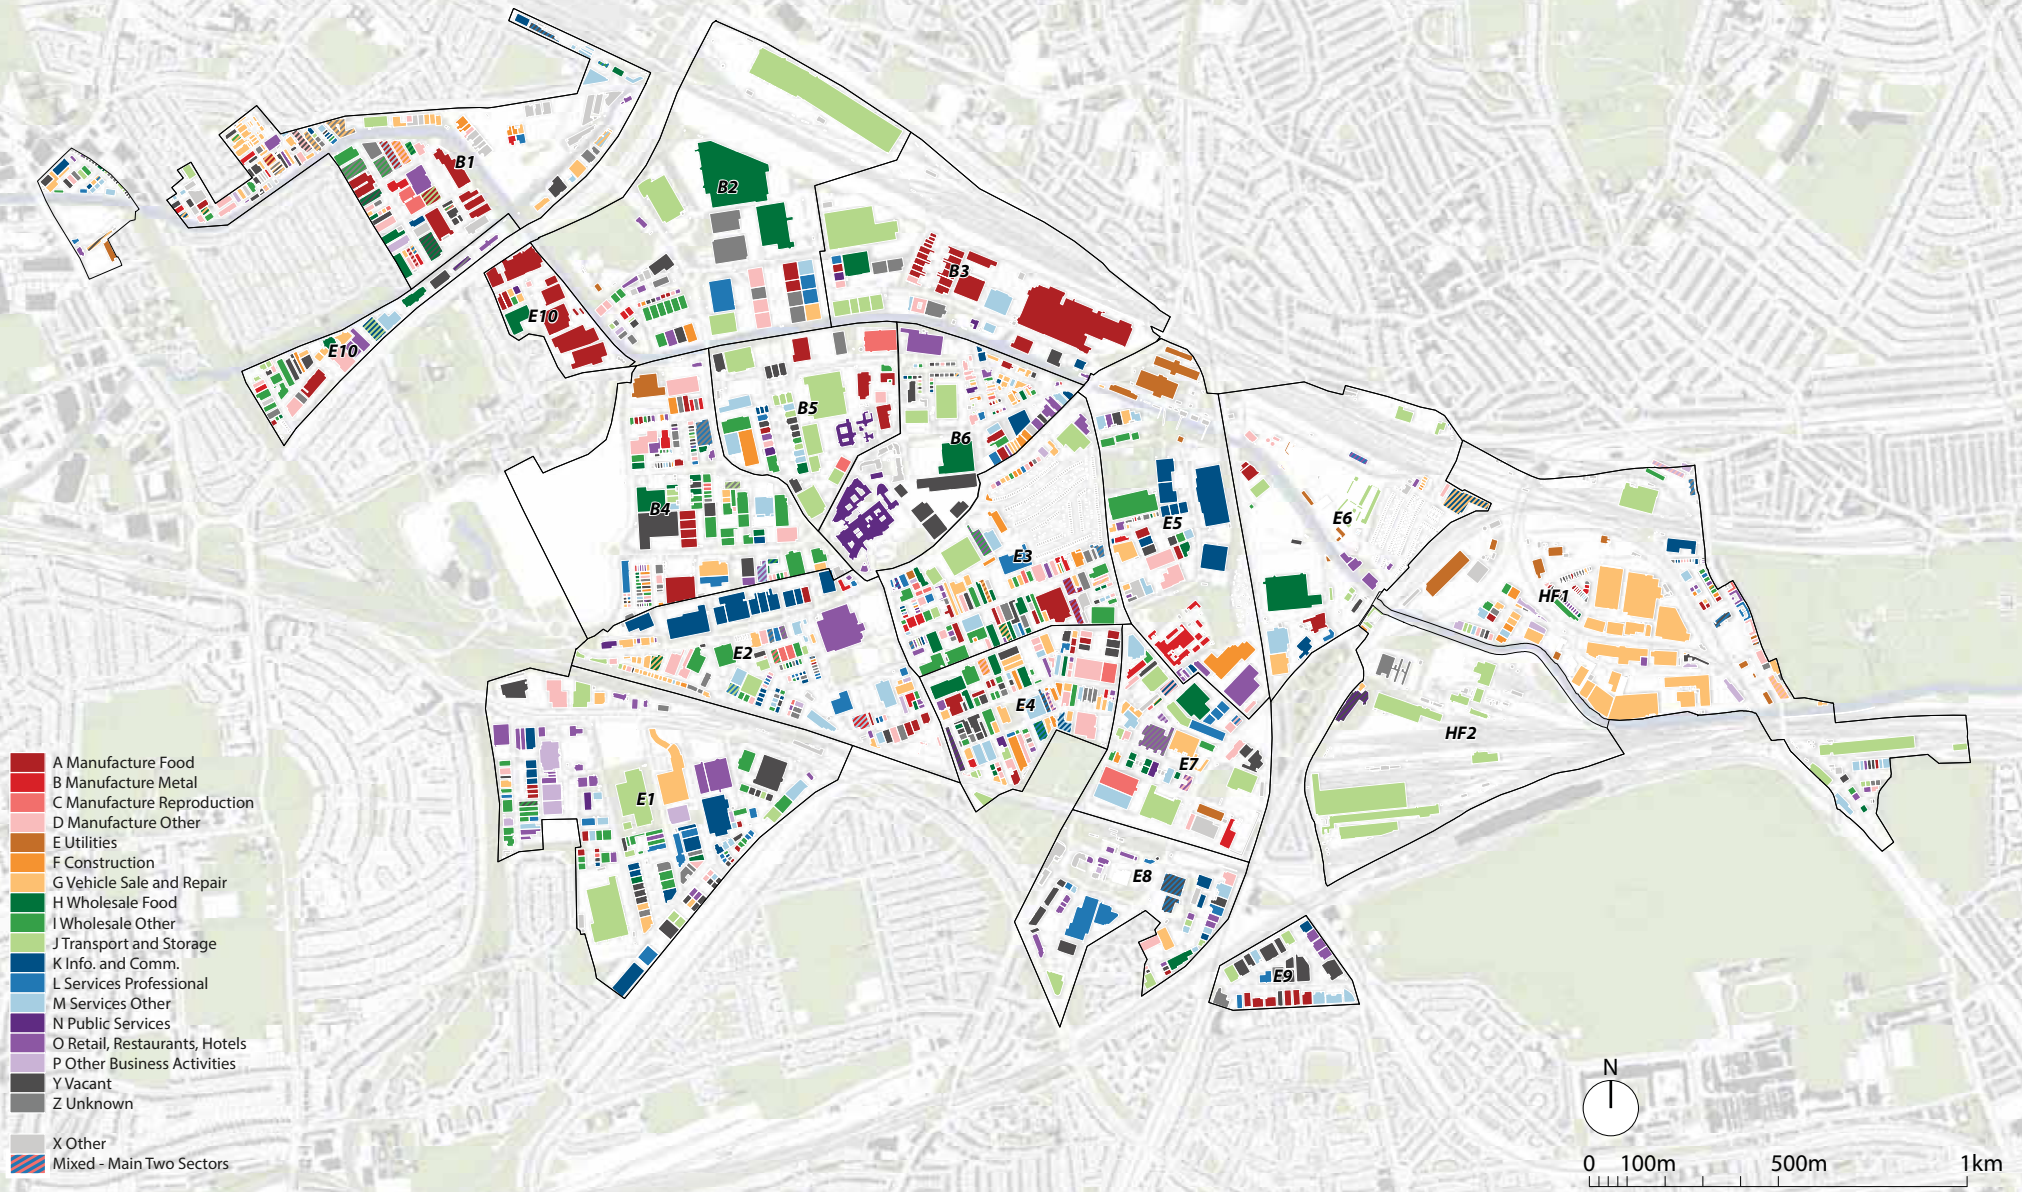 B1
B2
B3
E10
E10
B5
B6
B4
E5
E6
E3
HF1
E2
E4
HF2
E7
E1
E8
E9
A Manufacture Food
B Manufacture Metal
C Manufacture Reproduction
D Manufacture Other
E Utilities
F Construction
G Vehicle Sale and Repair
H Wholesale Food
I Wholesale Other
J Transport and Storage
K Info. and Comm.
L Services Professional
M Services Other
N Public Services
O Retail, Restaurants, Hotels
P Other Business Activities
Y Vacant
Z Unknown
X Other
Mixed - Main Two Sectors
N
0 100m 500m 1km